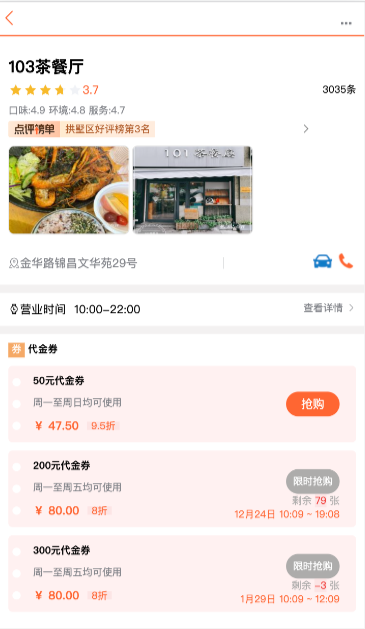 103茶餐厅
3.7
3035条
口味:4.9 环境:4.8 服务:4.7
点评榜单 拱墅区好评榜第3名
金华路锦昌文华苑29号
营业时间 10:00-22:00
查看详情
券 代金券
50元代金券
周一至周日均可使用
抢购
¥ 47.50 9.5折
200元代金券
周一至周五均可使用
限时抢购
剩余 79 张
¥ 80.00 8折
12月24日 10:09 ~ 19:08
300元代金券
周一至周五均可使用
限时抢购
剩余 -3 张
¥ 80.00 8折
1月29日 10:09 ~ 12:09